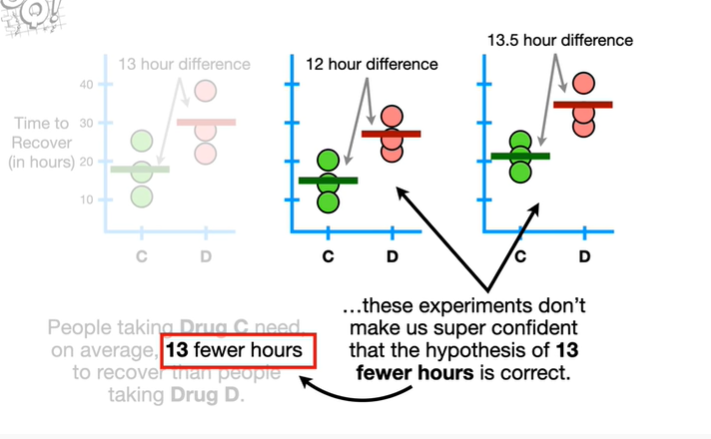 13.5 hour difference
13 hour difference
12 hour difference
40
30
20
10
Time to
Recover
(in hours)
C
D
C
D
C
D
People taking Drug C need,
on average, 13 fewer hours
to recover than people
taking Drug D.
…these experiments don't
make us super confident
that the hypothesis of 13
fewer hours is correct.